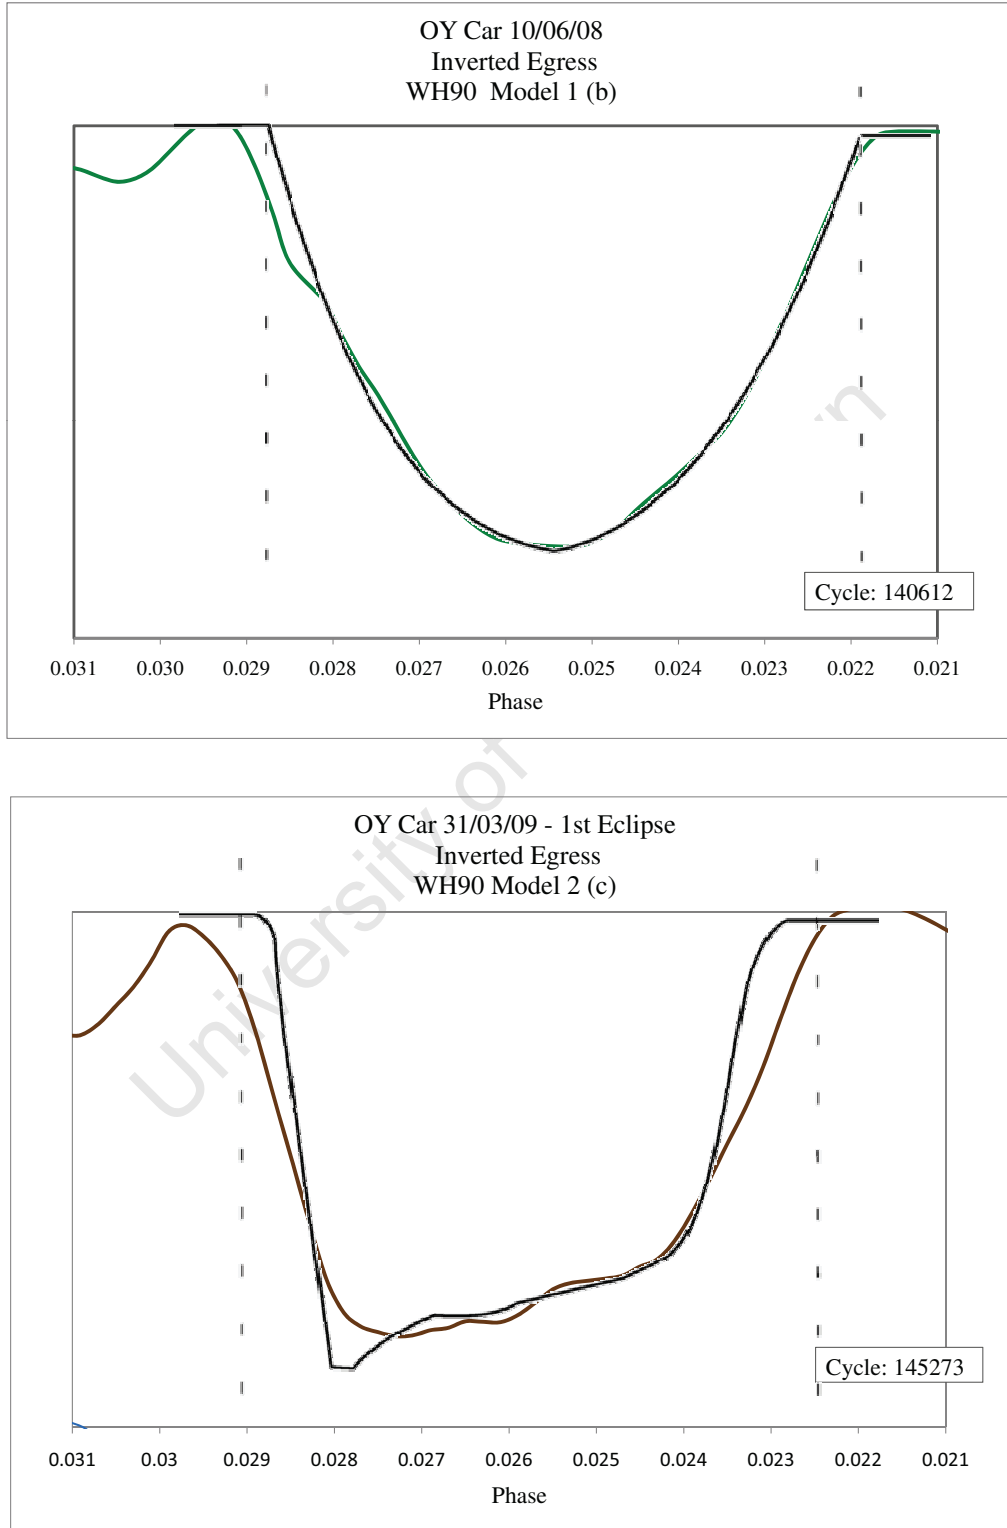 OY Car 10/06/08
Inverted Egress
WH90 Model 1 (b)
Cycle: 140612
0.031 0.030 0.029 0.028 0.027 0.026 0.025 0.024 0.023 0.022 0.021
Phase
University of
OY Car 31/03/09 - 1st Eclipse
Inverted Egress
WH90 Model 2 (c)
Cycle: 145273
0.031 0.03 0.029 0.028 0.027 0.026 0.025 0.024 0.023 0.022 0.021
Phase